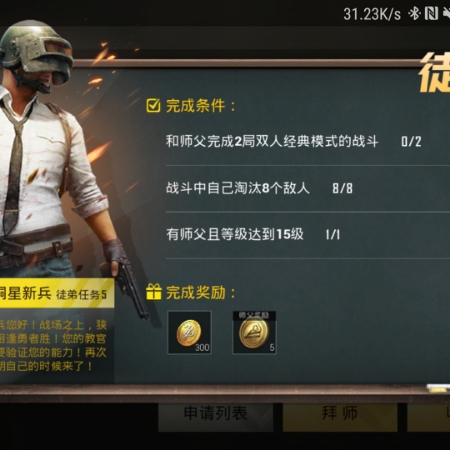 31.23K/s
徒
完成条件：
和师父完成2局双人经典模式的战斗 0/2
战斗中自己淘汰8个敌人 8/8
有师父且等级达到15级 1/1
铜星新兵 徒弟任务5
兵您好！战场之上，狭
相逢勇者胜！您的教官
要验证您的能力！再次
明自己的时候来了！
完成奖励：
300
师父奖励
5
申请列表 拜师